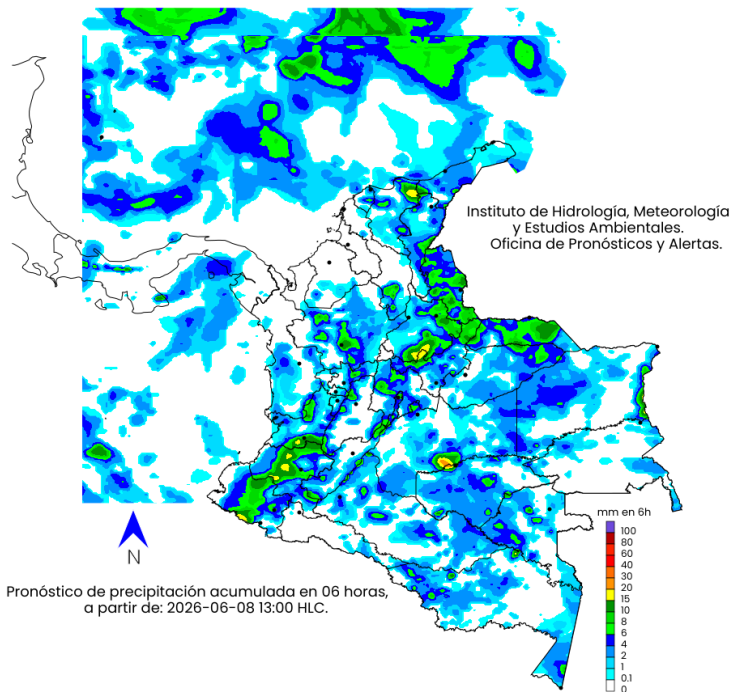 Instituto de Hidrología, Meteorología
y Estudios Ambientales.
Oficina de Pronósticos y Alertas.
N
mm en 6h
100
80
60
40
30
20
15
10
8
6
4
2
1
0.1
0
Pronóstico de precipitación acumulada en 06 horas,
a partir de: 2026-06-08 13:00 HLC.